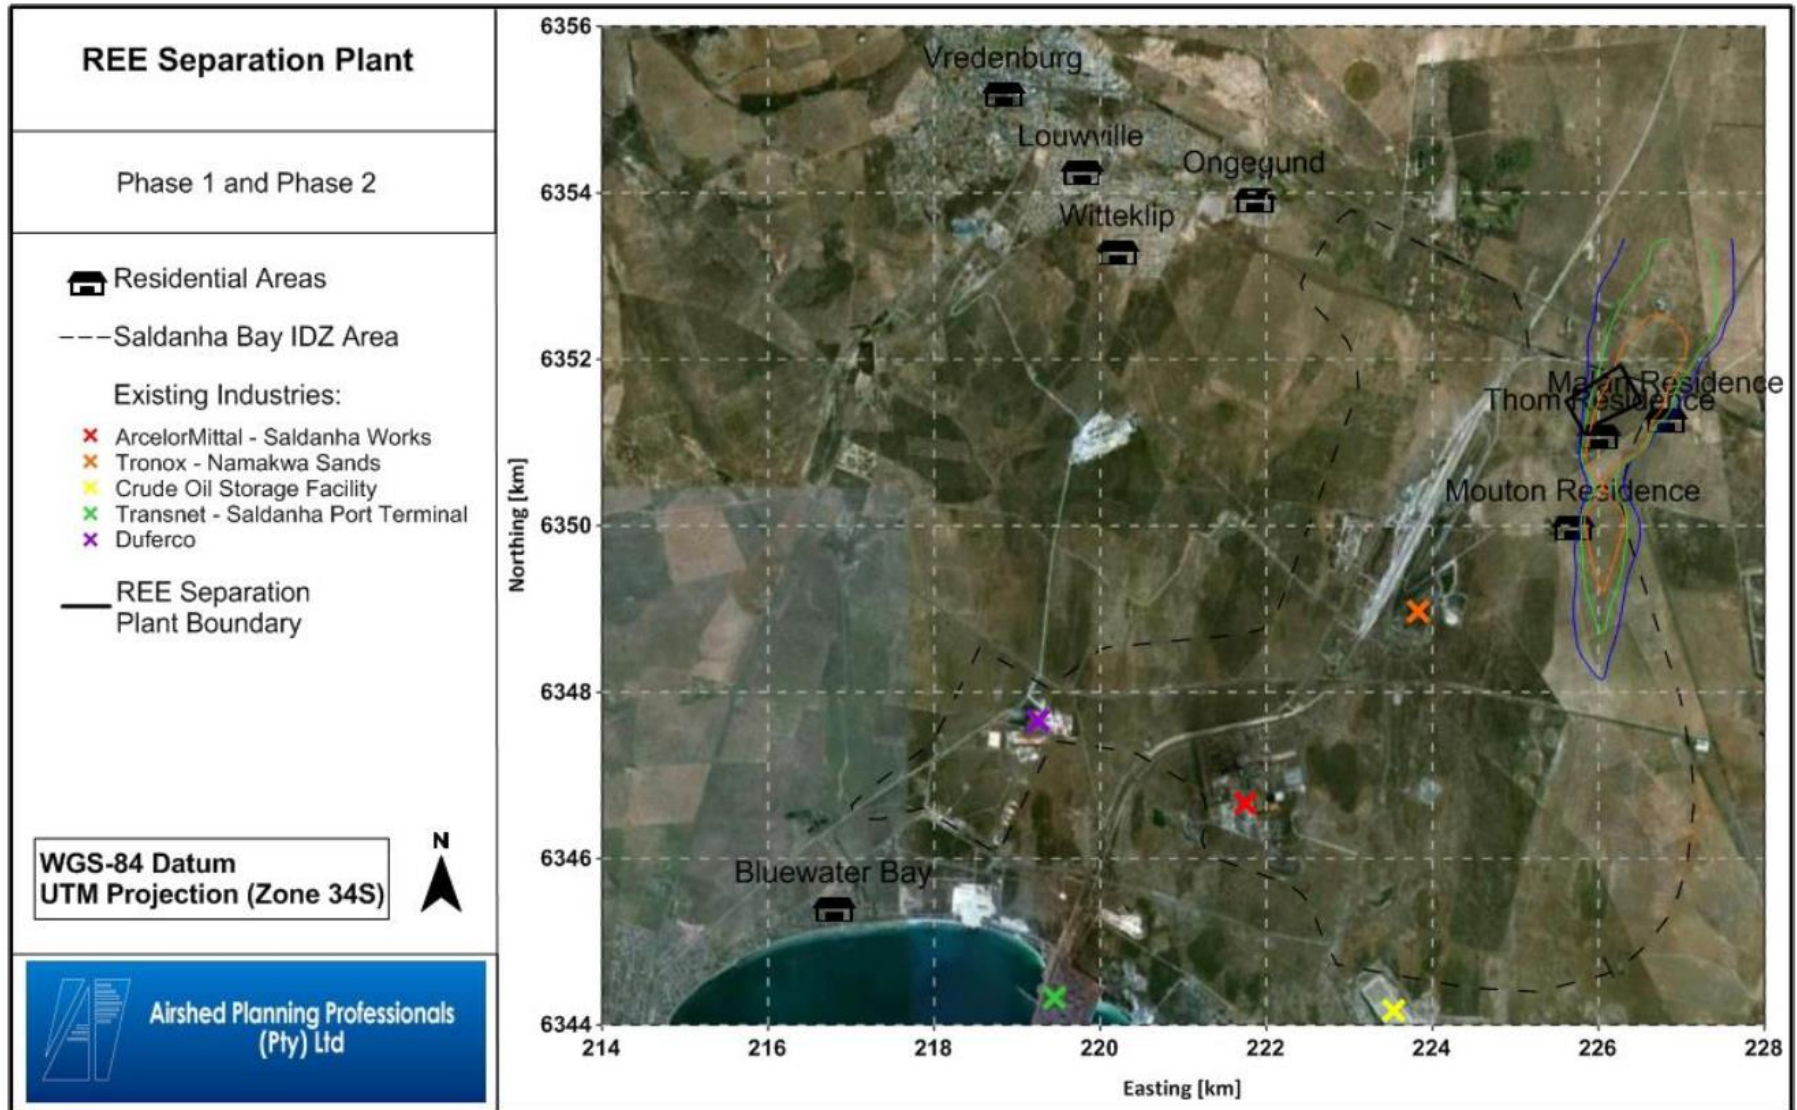 REE Separation Plant
Phase 1 and Phase 2
Residential Areas
Saldanha Bay IDZ Area
Existing Industries:
ArcelorMittal - Saldanha Works
Tronox - Namakwa Sands
Crude Oil Storage Facility
Transnet - Saldanha Port Terminal
Duferco
REE Separation
Plant Boundary
WGS-84 Datum
UTM Projection (Zone 34S)
N
Airshed Planning Professionals
(Pty) Ltd
Northing [km]
6356
6354
6352
6350
6348
6346
6344
Vredenburg
Louwville
Ongegund
Witteklip
Malan Residence
Thom Residence
Mouton Residence
Bluewater Bay
214 216 218 220 222 224 226 228
Easting [km]